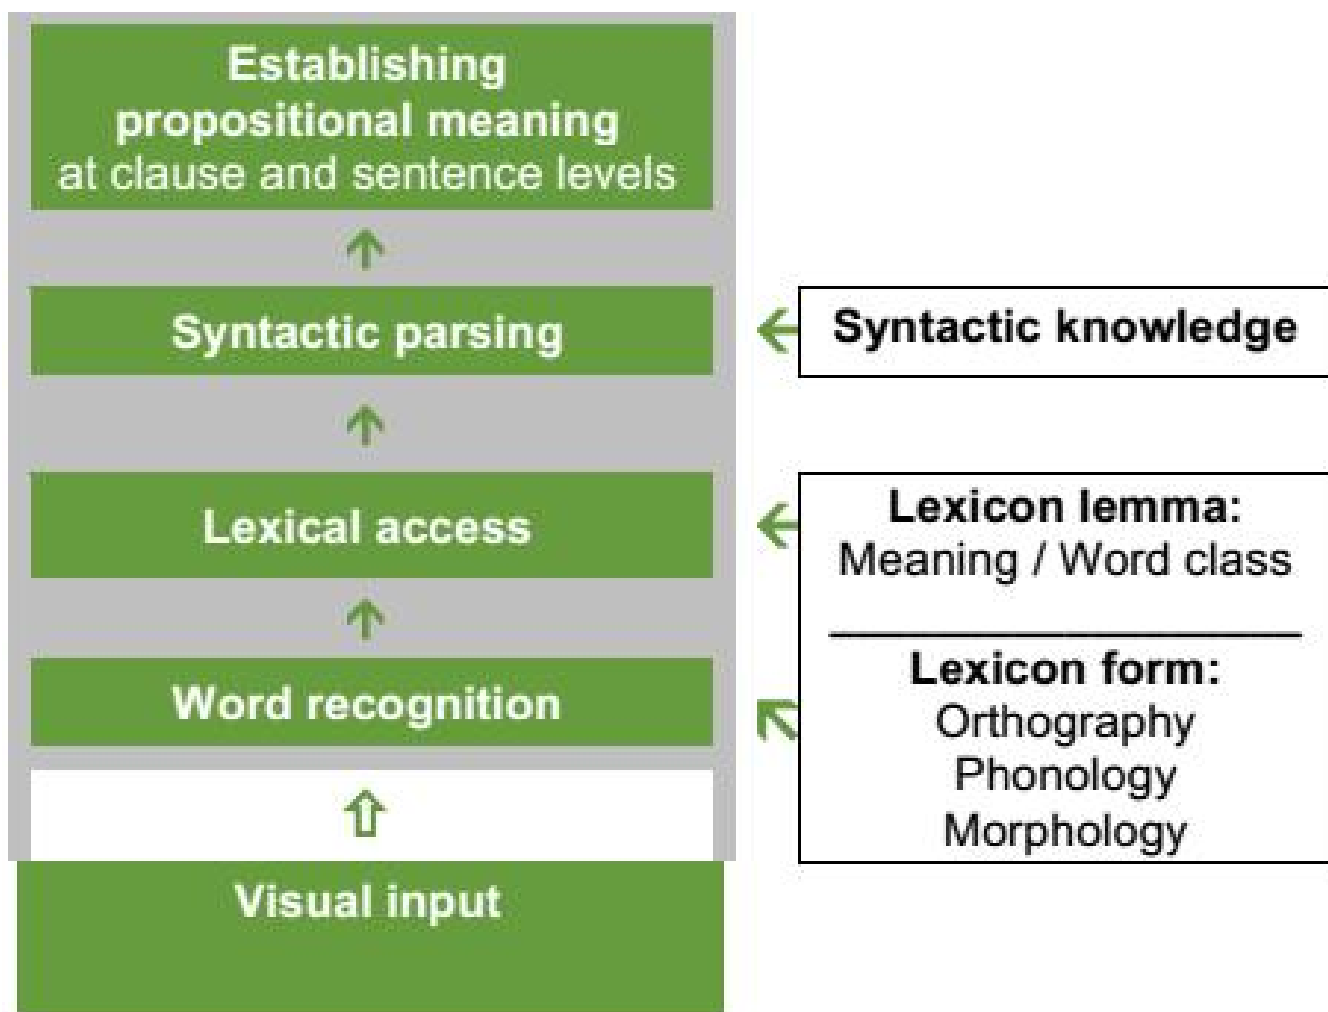 Establishing
propositional meaning
at clause and sentence levels
Syntactic parsing
Syntactic knowledge
Lexical access
Lexicon lemma:
Meaning / Word class
Word recognition
Lexicon form:
Orthography
Phonology
Morphology
Visual input